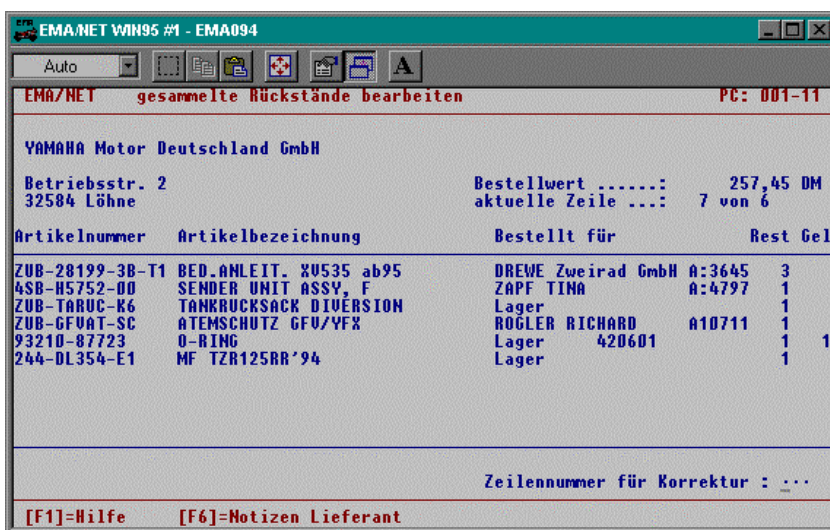 EMA/NET WIN95 #1 - EMA094
Auto A
EMA/NET gesammelte Rückstände bearbeiten PC: 001-11
YAMAHA Motor Deutschland GmbH
Betriebsstr. 2 Bestellwert ......: 257,45 DM
32584 Löhne aktuelle Zeile ...: 7 von 6
Artikelnummer Artikelbezeichnung Bestellt für Rest Gel
ZUB-28199-3B-T1 BED.ANLEIT. XV535 ab95 DREWE Zweirad GmbH A:3645 3
4SB-H5752-00 SENDER UNIT ASSY, F ZAPF TINA A:4797 1
ZUB-TARUC-K6 TANKRUCKSACK DIVERSION Lager 1
ZUB-GFVAT-SC ATEMSCHUTZ GFV/YFX ROGLER RICHARD A10711 1
93210-87723 O-RING Lager 420601 1 1
244-DL354-E1 MF TZR125RR'94 Lager 1
Zeilennummer für Korrektur : ...
[F1]=Hilfe [F6]=Notizen Lieferant